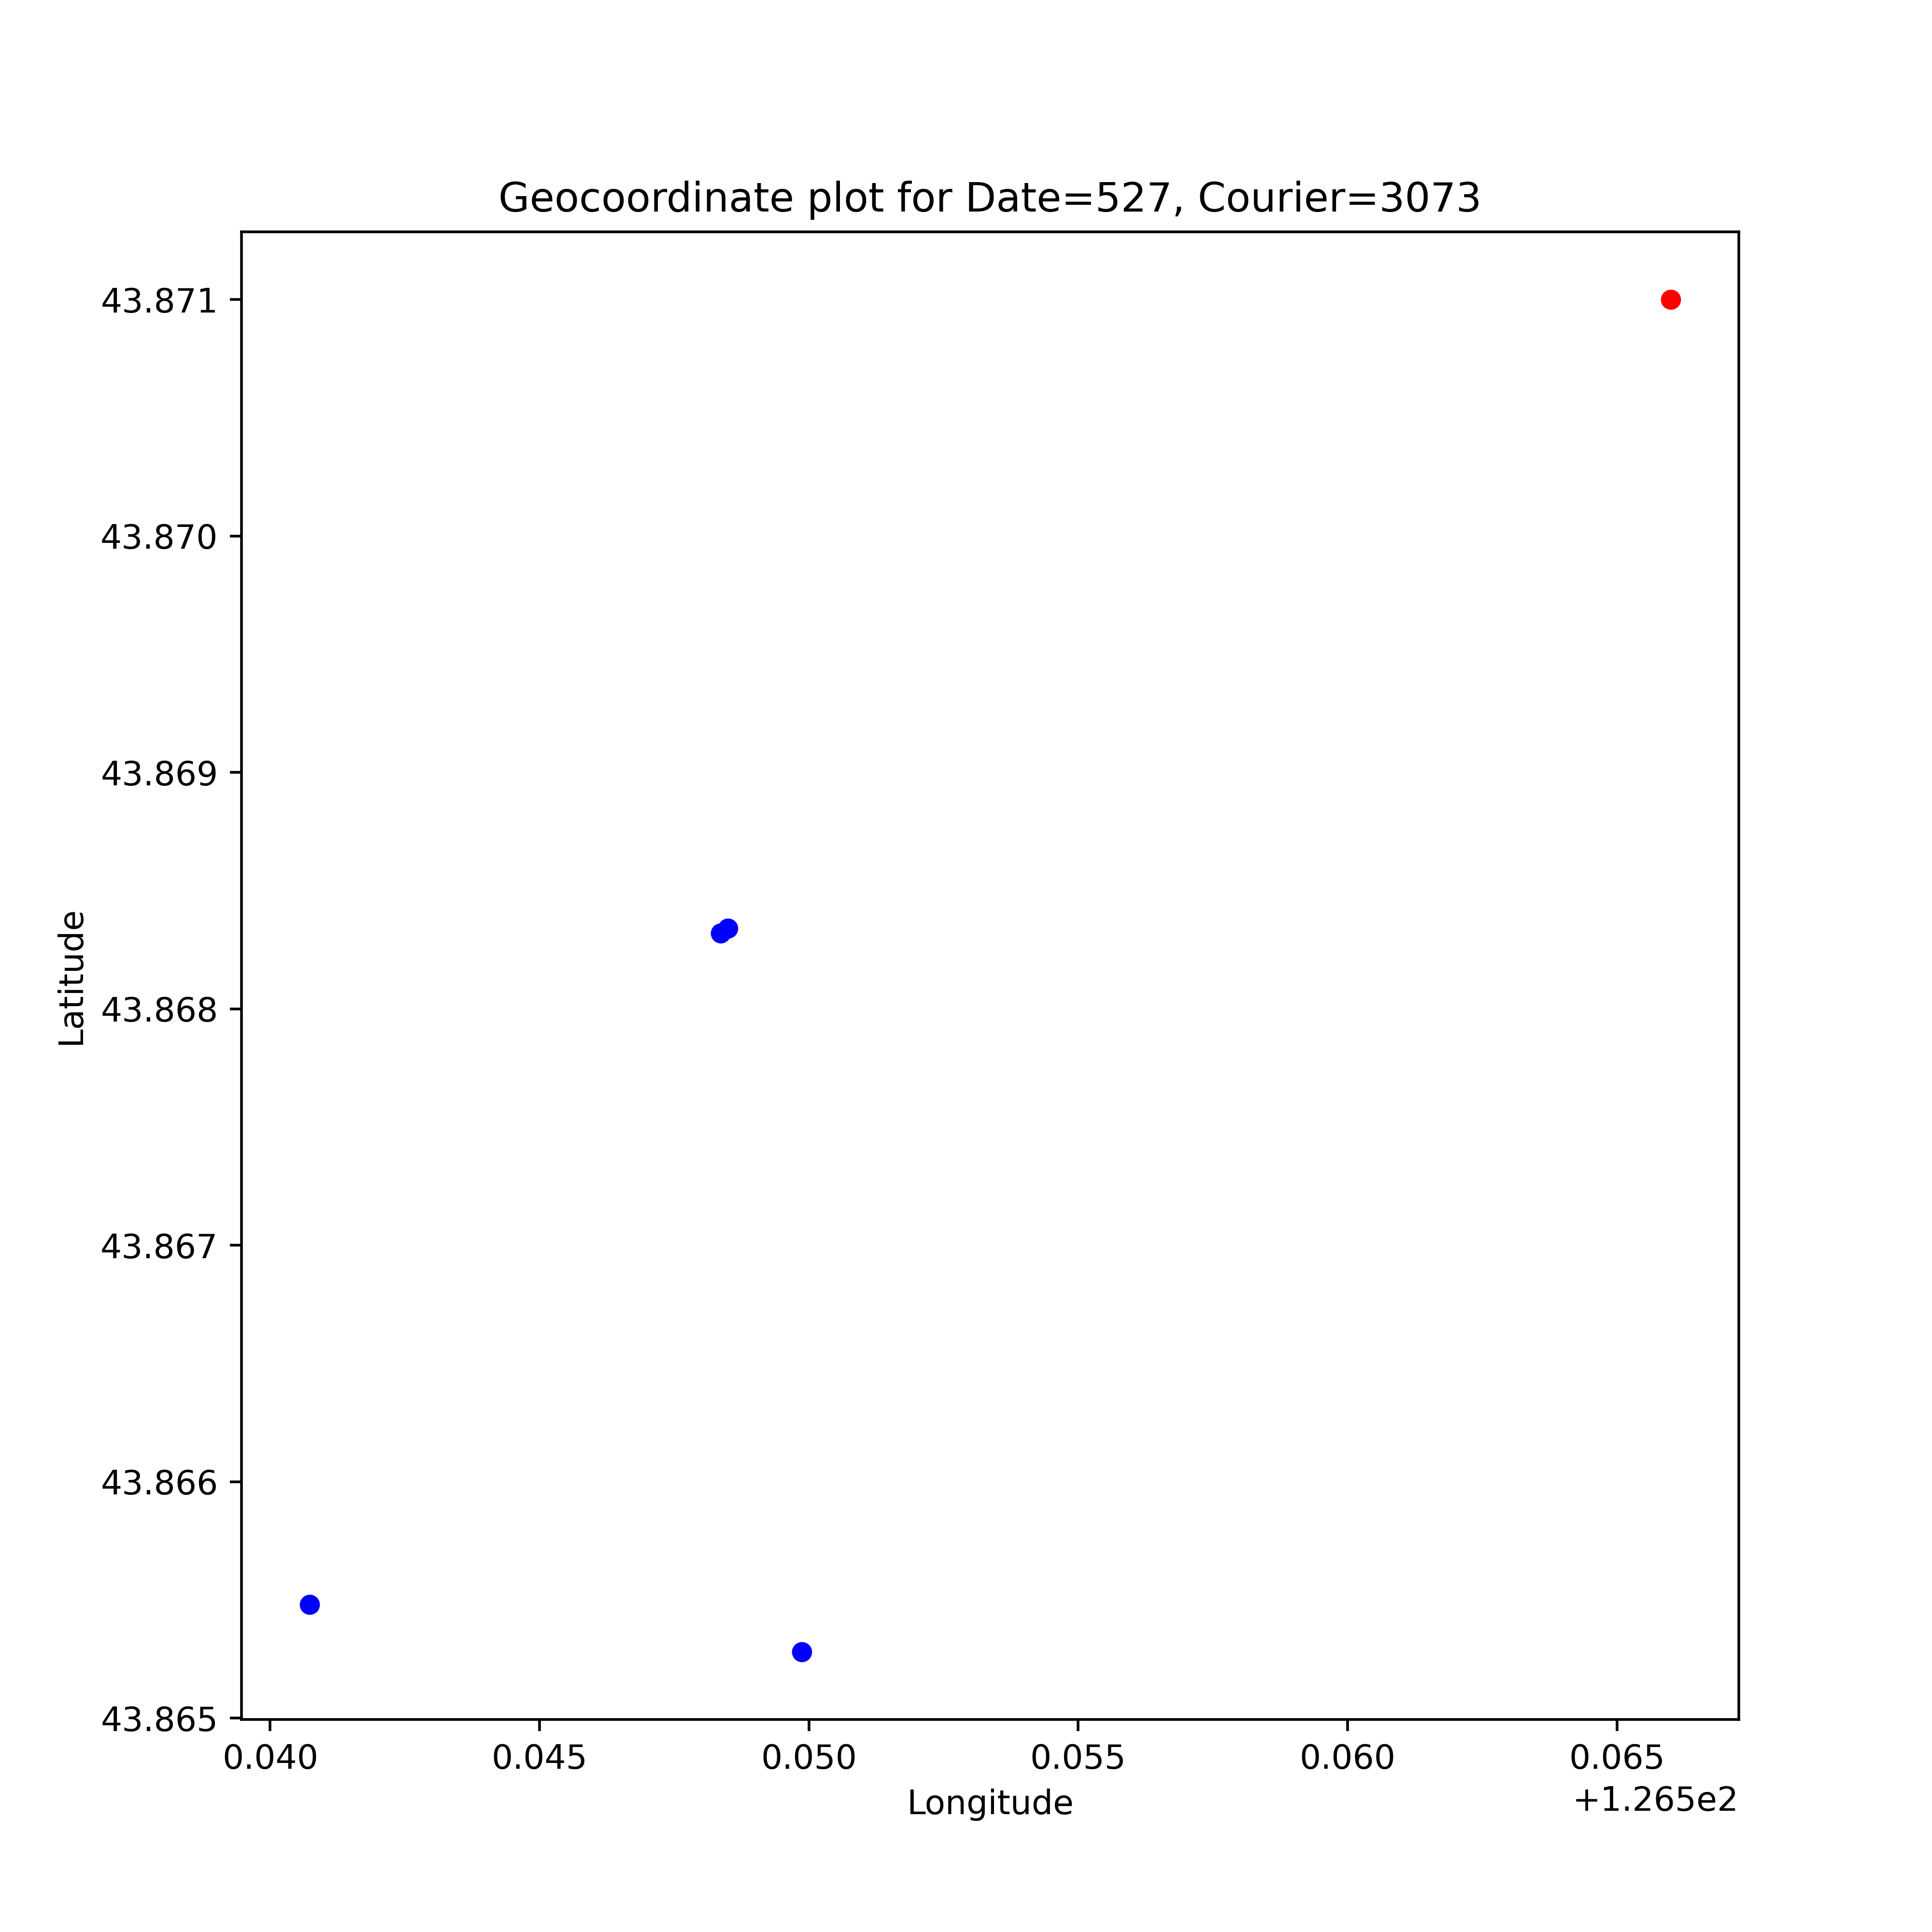 Geocoordinate plot for Date=527, Courier=3073
43.871
43.870
43.869
43.868
43.867
43.866
43.865
Latitude
0.040 0.045 0.050 0.055 0.060 0.065
+1.265e2
Longitude